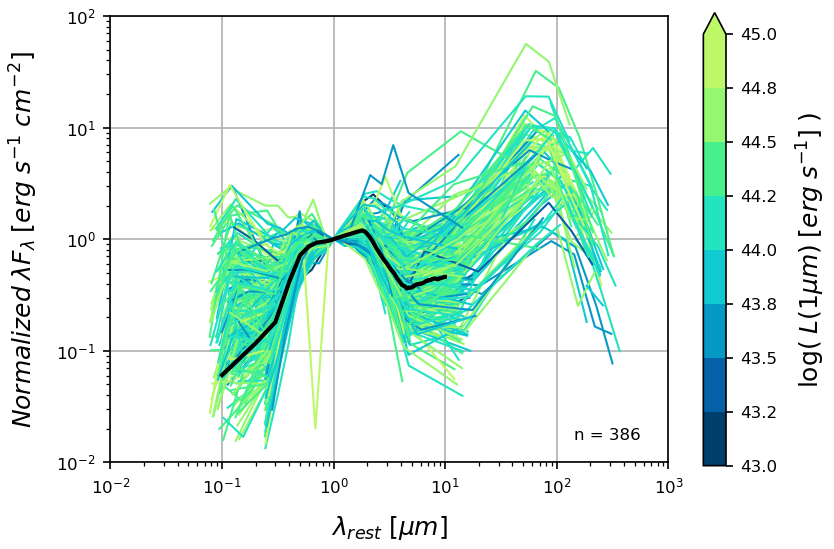 Normalized λF_λ [erg s^−1 cm^−2]
10^2
10^1
10^0
10^−1
10^−2
n = 386
10^−2 10^−1 10^0 10^1 10^2 10^3
λ_rest [μm]
45.0
44.8
44.5
44.2
44.0
43.8
43.5
43.2
43.0
log( L(1μm) [erg s^−1] )